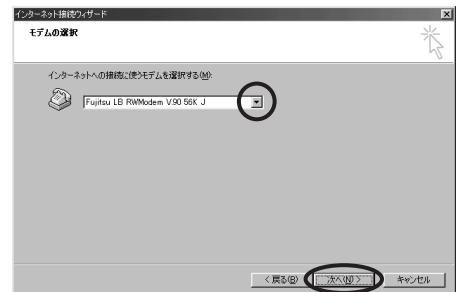 インターネット接続ウィザード
モデムの選択
インターネットへの接続に使うモデムを選択する(M):
Fujitsu LB RWModem V.90 56K J
< 戻る(B)
次へ(N) >
キャンセル